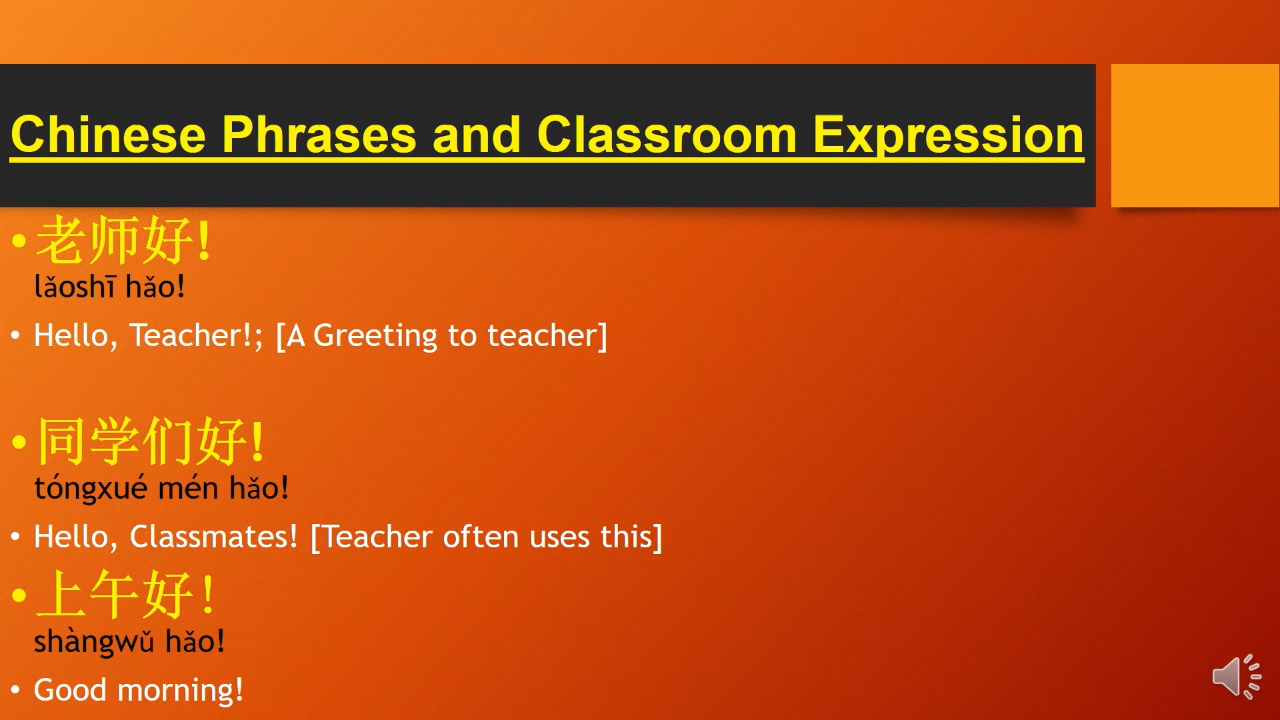 Chinese Phrases and Classroom Expression
• 老师好!
lǎoshī hǎo!
• Hello, Teacher!; [A Greeting to teacher]
• 同学们好!
tóngxué mén hǎo!
• Hello, Classmates! [Teacher often uses this]
• 上午好!
shàngwǔ hǎo!
• Good morning!